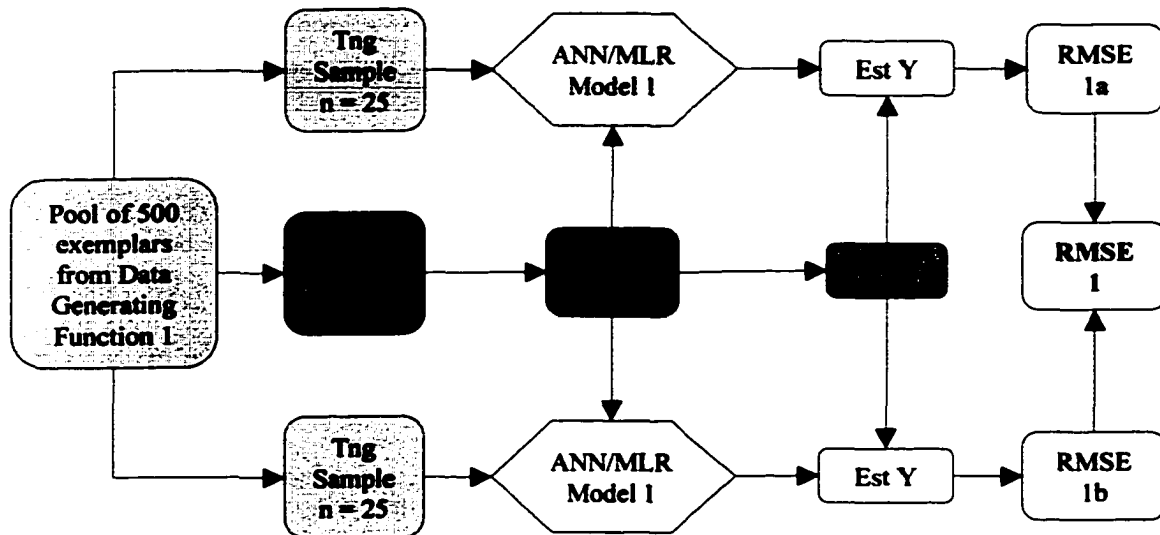 Tng
Sample
n = 25
ANN/MLR
Model 1
Est Y
RMSE
1a
Pool of 500
exemplars
from Data
Generating
Function 1
RMSE
1
Tng
Sample
n = 25
ANN/MLR
Model 1
Est Y
RMSE
1b